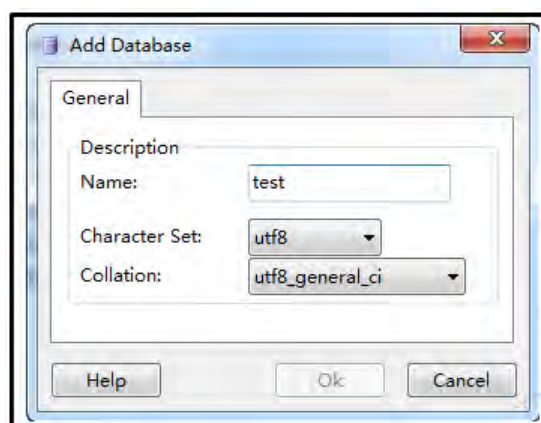 Add Database
General
Description
Name: test
Character Set: utf8
Collation: utf8_general_ci
Help Ok Cancel